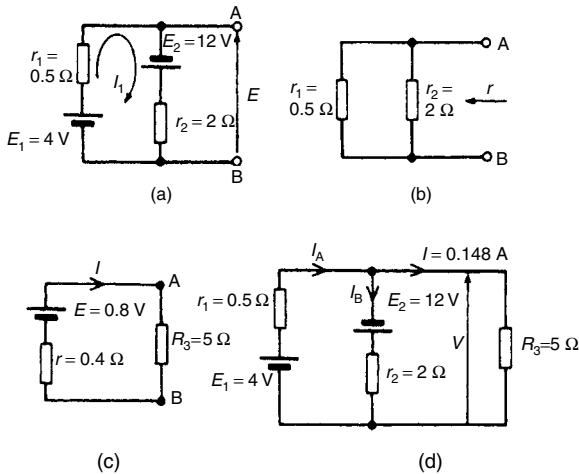 A
r1 =
0.5 Ω
I1
E2 = 12 V
E
r2 = 2 Ω
E1 = 4 V
B
(a)
A
r1 =
0.5 Ω
r2 =
2 Ω
r
B
(b)
I
A
E = 0.8 V
R3=5 Ω
r = 0.4 Ω
B
(c)
IA
I = 0.148 A
r1 = 0.5 Ω
IB
E2 = 12 V
V
R3=5 Ω
E1 = 4 V
r2 = 2 Ω
(d)